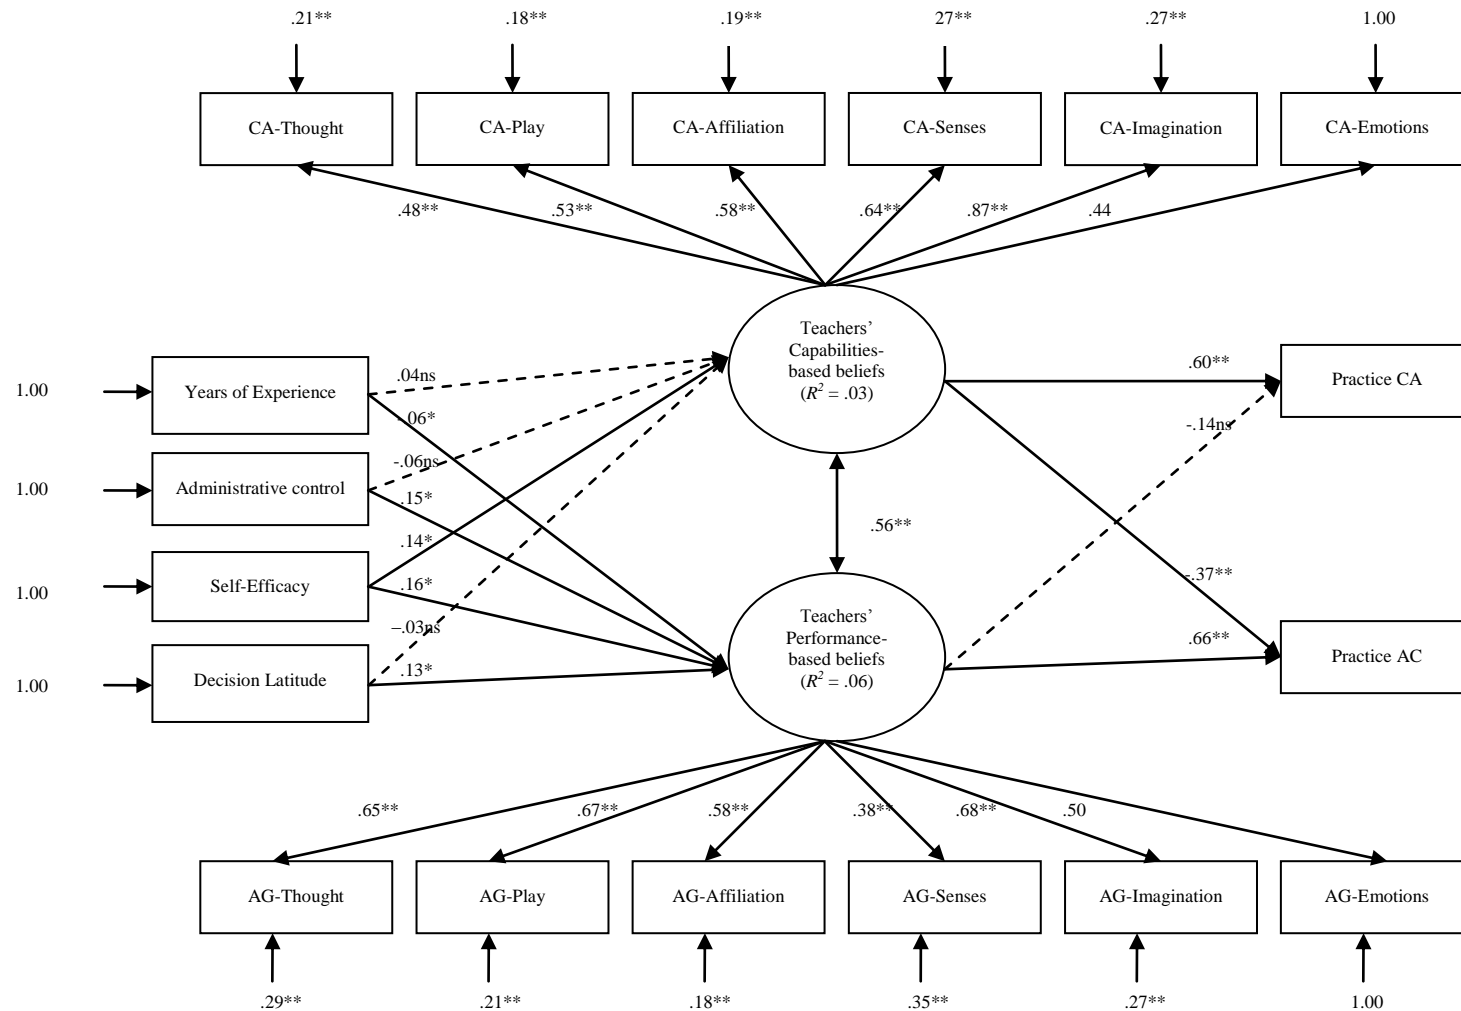 .21** .18** .19** 27** .27** 1.00
CA-Thought CA-Play CA-Affiliation CA-Senses CA-Imagination CA-Emotions
.48** .53** .58** .64** .87** .44
Teachers’
Capabilities-
based beliefs
(R² = .03)
1.00 Years of Experience
.04ns
-.06*
1.00 Administrative control
-.06ns
.15*
1.00 Self-Efficacy
.14*
.16*
1.00 Decision Latitude
–.03ns
.13*
.56**
Teachers’
Performance-
based beliefs
(R² = .06)
.60**
Practice CA
-.14ns
-.37**
.66**
Practice AC
.65** .67** .58** .38** .68** .50
AG-Thought AG-Play AG-Affiliation AG-Senses AG-Imagination AG-Emotions
.29** .21** .18** .35** .27** 1.00